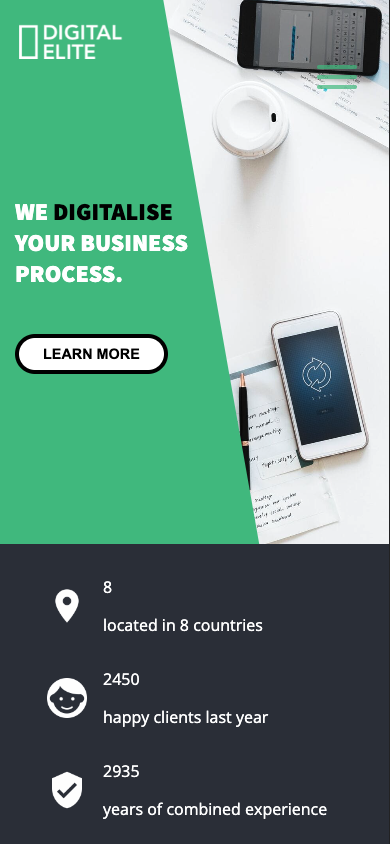 DIGITAL
ELITE
WE DIGITALISE
YOUR BUSINESS
PROCESS.
LEARN MORE
8
located in 8 countries
2450
happy clients last year
2935
years of combined experience